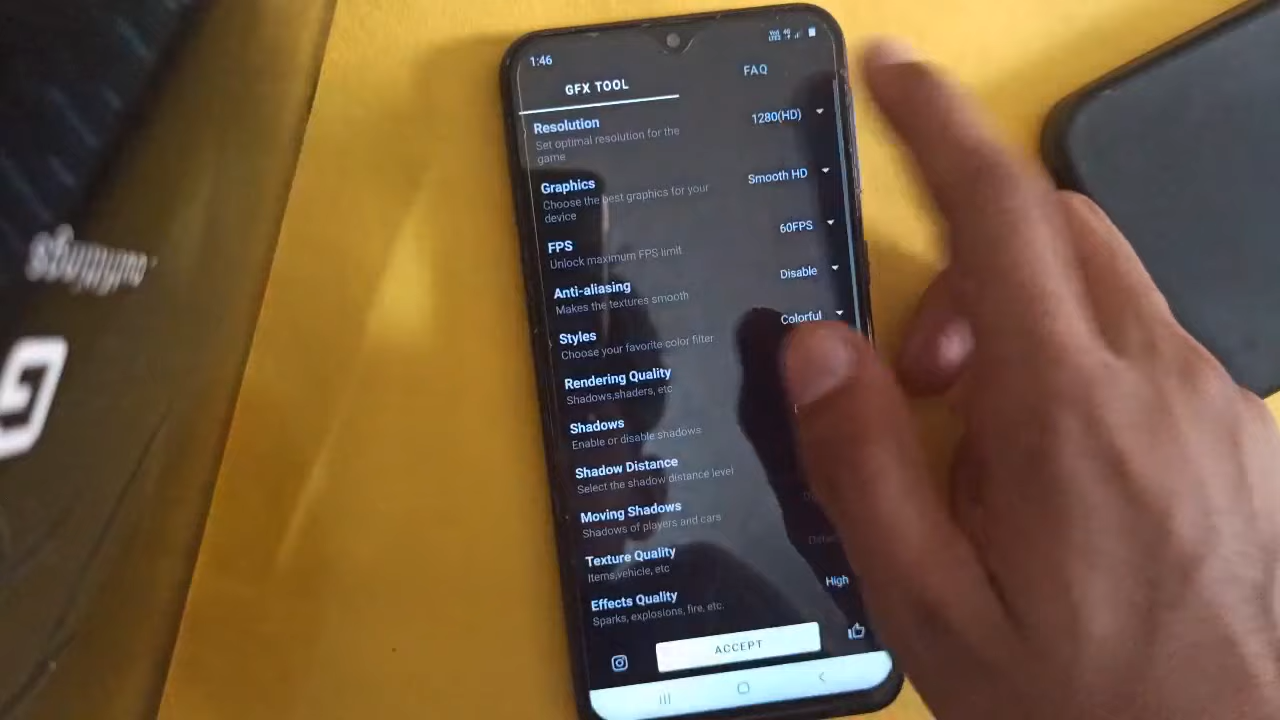 1:46
GFX TOOL
FAQ
Resolution
Set optimal resolution for the
game
1280(HD)
Graphics
Choose the best graphics for your
device
Smooth HD
FPS
Unlock maximum FPS limit
60FPS
Anti-aliasing
Makes the textures smooth
Disable
Styles
Choose your favorite color filter
Colorful
Rendering Quality
Shadows,shaders, etc
Shadows
Enable or disable shadows
Shadow Distance
Select the shadow distance level
Moving Shadows
Shadows of players and cars
Texture Quality
Items,vehicle, etc
Effects Quality
Sparks, explosions, fire, etc.
High
ACCEPT
G